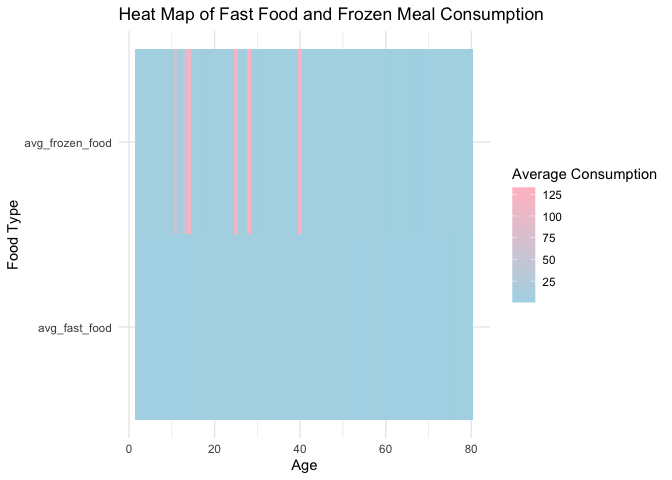 Heat Map of Fast Food and Frozen Meal Consumption
Food Type
avg_frozen_food
avg_fast_food
0
20
40
60
80
Age
Average Consumption
125
100
75
50
25